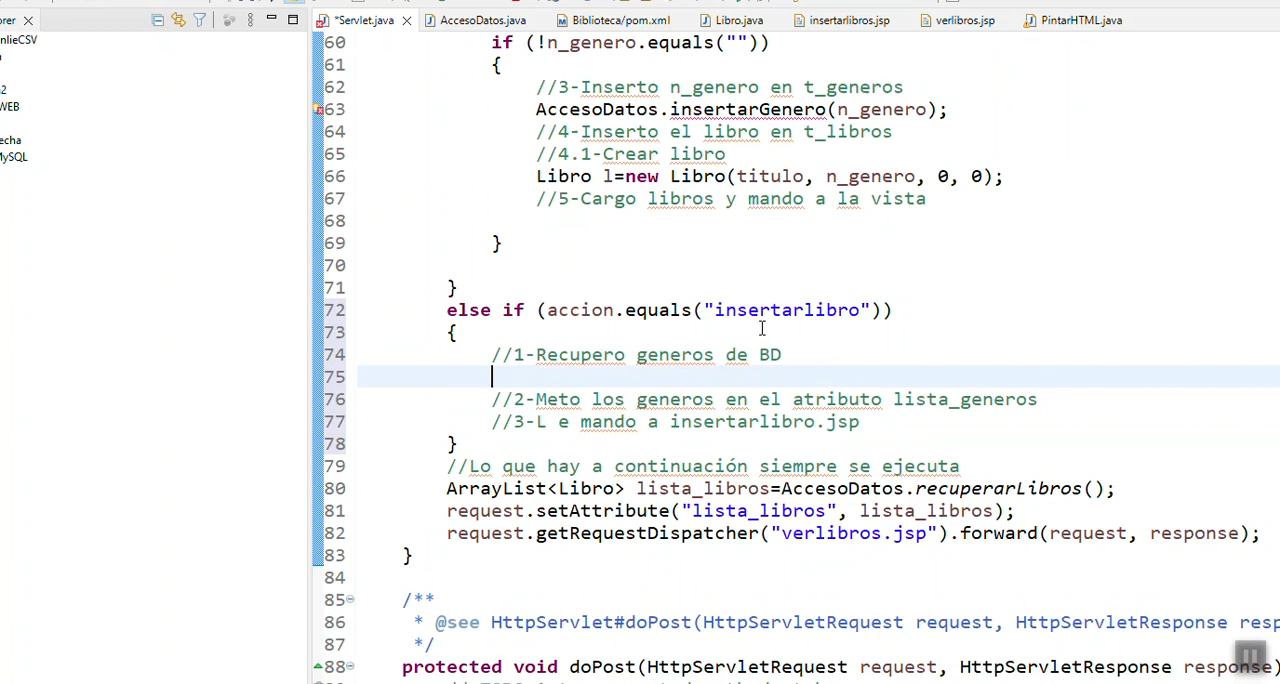 orer
*Servlet.java
AccesoDatos.java
Biblioteca/pom.xml
Libro.java
insertarlibros.jsp
verlibros.jsp
PintarHTML.java
nlieCSV
2
WEB
echa
MySQL
60 if (!n_genero.equals(""))
61 {
62 //3-Inserto n_genero en t_generos
63 AccesoDatos.insertarGenero(n_genero);
64 //4-Inserto el libro en t_libros
65 //4.1-Crear libro
66 Libro l=new Libro(titulo, n_genero, 0, 0);
67 //5-Cargo libros y mando a la vista
68
69 }
70
71 }
72 else if (accion.equals("insertarlibro"))
73 {
74 //1-Recupero generos de BD
75
76 //2-Meto los generos en el atributo lista_generos
77 //3-L e mando a insertarlibro.jsp
78 }
79 //Lo que hay a continuación siempre se ejecuta
80 ArrayList<Libro> lista_libros=AccesoDatos.recuperarLibros();
81 request.setAttribute("lista_libros", lista_libros);
82 request.getRequestDispatcher("verlibros.jsp").forward(request, response);
83 }
84
85 /**
86 * @see HttpServlet#doPost(HttpServletRequest request, HttpServletResponse resp
87 */
88 protected void doPost(HttpServletRequest request, HttpServletResponse response)